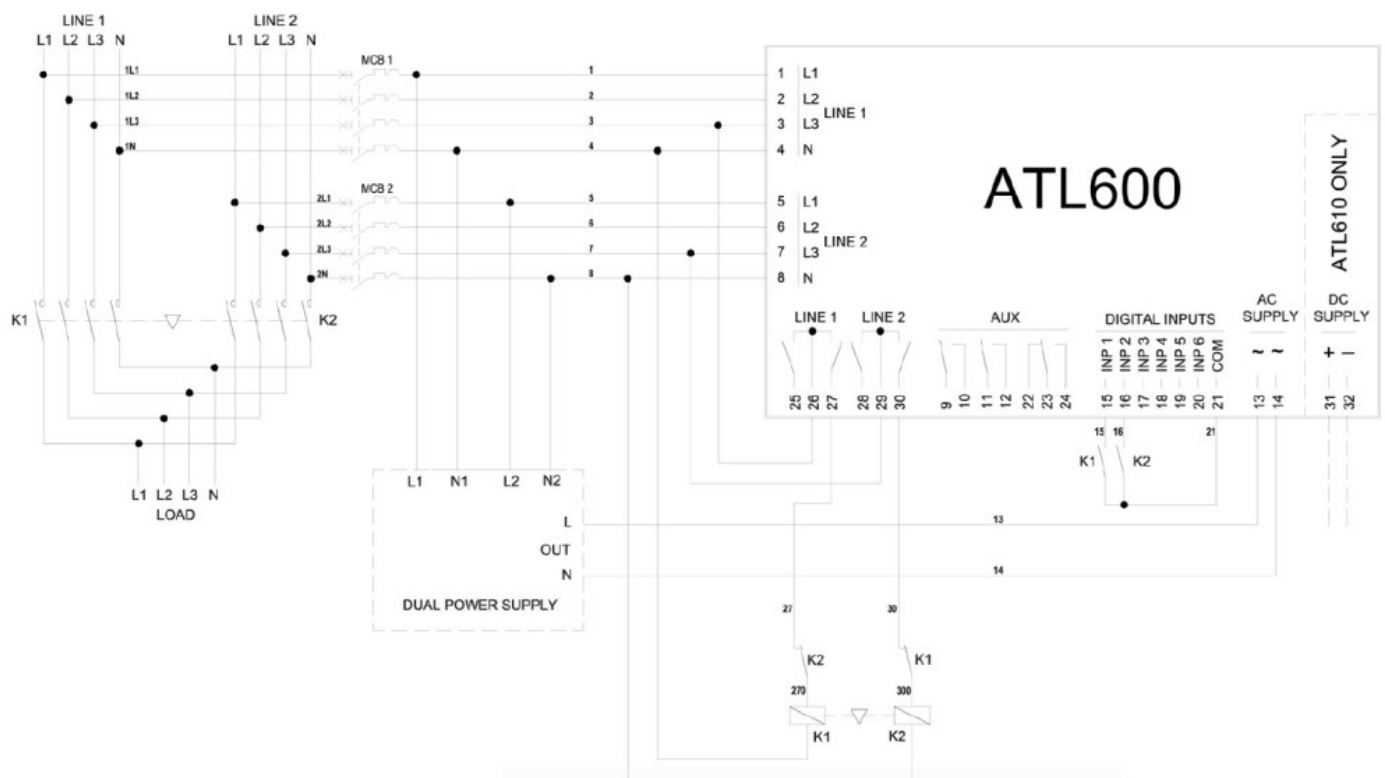 LINE 1 LINE 2
L1 L2 L3 N L1 L2 L3 N
MCB 1
1L1 1 1 L1
1L2 2 2 L2
LINE 1
1L3 3 3 L3
1N 4 4 N
ATL600
ATL610 ONLY
MCB 2
2L1 5 5 L1
2L2 6 6 L2
LINE 2
2L3 7 7 L3
2N 8 8 N
K1 K2
LINE 1 LINE 2 AUX DIGITAL INPUTS AC SUPPLY DC SUPPLY
INP 1 INP 2 INP 3 INP 4 INP 5 INP 6 COM ~ ~ + –
25 26 27 28 29 30 9 10 11 12 22 23 24 15 16 17 18 19 20 21 13 14 31 32
15 16 21
K1 K2
L1 N1 L2 N2
L1 L2 L3 N
LOAD
L 13
OUT
N 14
DUAL POWER SUPPLY
27 30
K2 K1
270 300
K1 K2